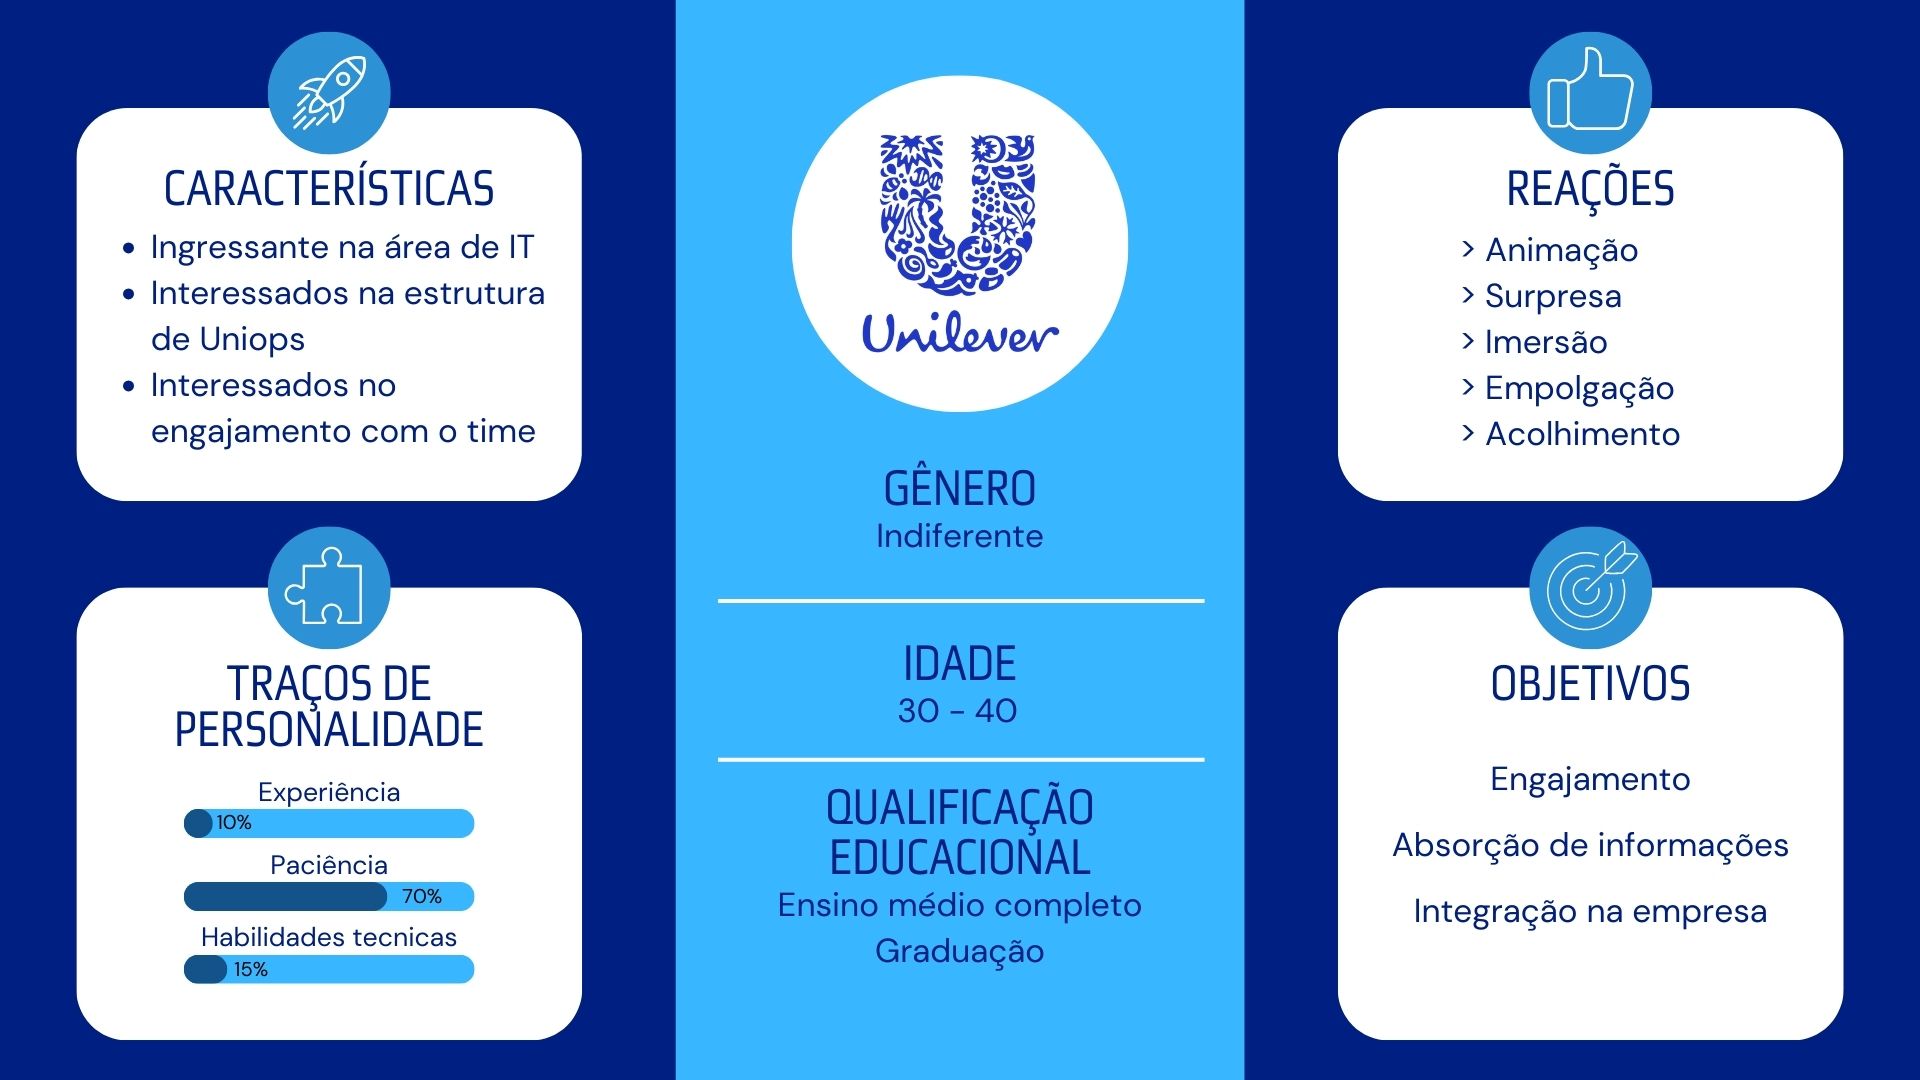 CARACTERÍSTICAS
Ingressante na área de IT
Interessados na estrutura
de Uniops
Interessados no
engajamento com o time
TRAÇOS DE
PERSONALIDADE
Experiência
10%
Paciência
70%
Habilidades tecnicas
15%
Unilever
GÊNERO
Indiferente
IDADE
30 - 40
QUALIFICAÇÃO
EDUCACIONAL
Ensino médio completo
Graduação
REAÇÕES
> Animação
> Surpresa
> Imersão
> Empolgação
> Acolhimento
OBJETIVOS
Engajamento
Absorção de informações
Integração na empresa